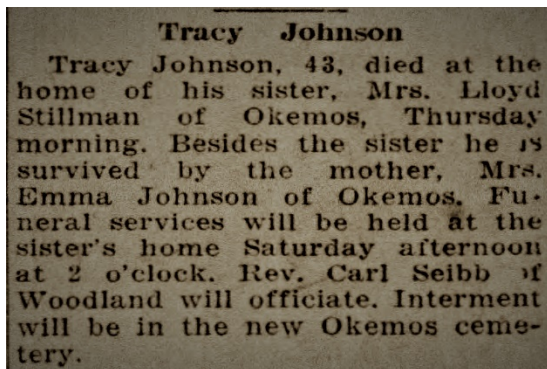 Tracy Johnson
Tracy Johnson, 43, died at the
home of his sister, Mrs. Lloyd
Stillman of Okemos, Thursday
morning. Besides the sister he is
survived by the mother, Mrs.
Emma Johnson of Okemos. Fu-
neral services will be held at the
sister's home Saturday afternoon
at 2 o'clock. Rev. Carl Seibb of
Woodland will officiate. Interment
will be in the new Okemos ceme-
tery.